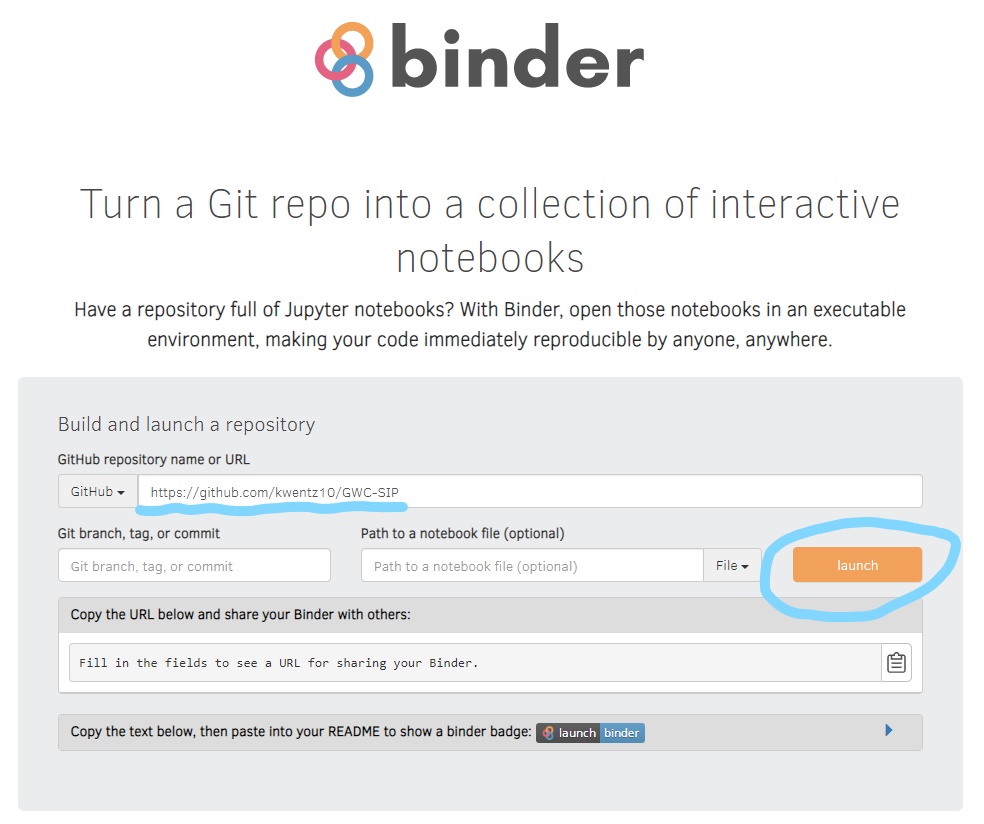 binder
Turn a Git repo into a collection of interactive
notebooks
Have a repository full of Jupyter notebooks? With Binder, open those notebooks in an executable
environment, making your code immediately reproducible by anyone, anywhere.
Build and launch a repository
GitHub repository name or URL
GitHub https://github.com/kwentz10/GWC-SIP
Git branch, tag, or commit Path to a notebook file (optional)
Git branch, tag, or commit Path to a notebook file (optional) File launch
Copy the URL below and share your Binder with others:
Fill in the fields to see a URL for sharing your Binder.
Copy the text below, then paste into your README to show a binder badge: launch binder